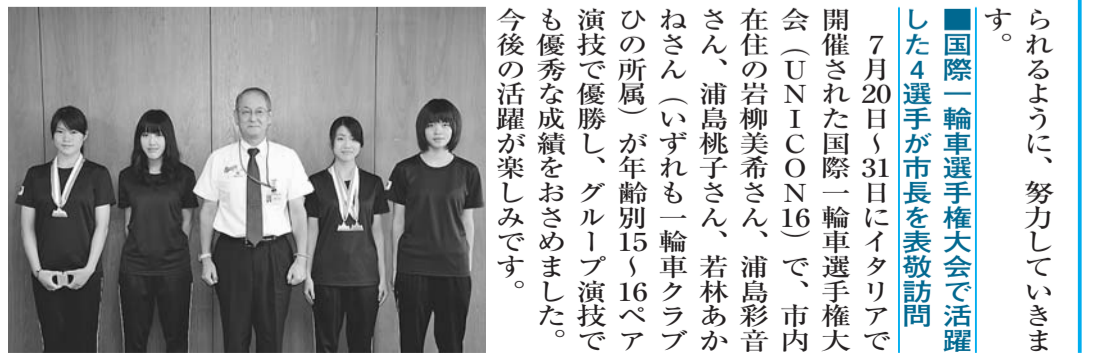 られるように、努力していきま
す。
■国際一輪車選手権大会で活躍
した4選手が市長を表敬訪問
7月20日～31日にイタリアで
開催された国際一輪車選手権大
会（UNICON16）で、市内
在住の岩柳美希さん、浦島彩音
さん、浦島桃子さん、若林あか
ねさん（いずれも一輪車クラブ
ひの所属）が年齢別15～16ペア
演技で優勝し、グループ演技で
も優秀な成績をおさめました。
今後の活躍が楽しみです。